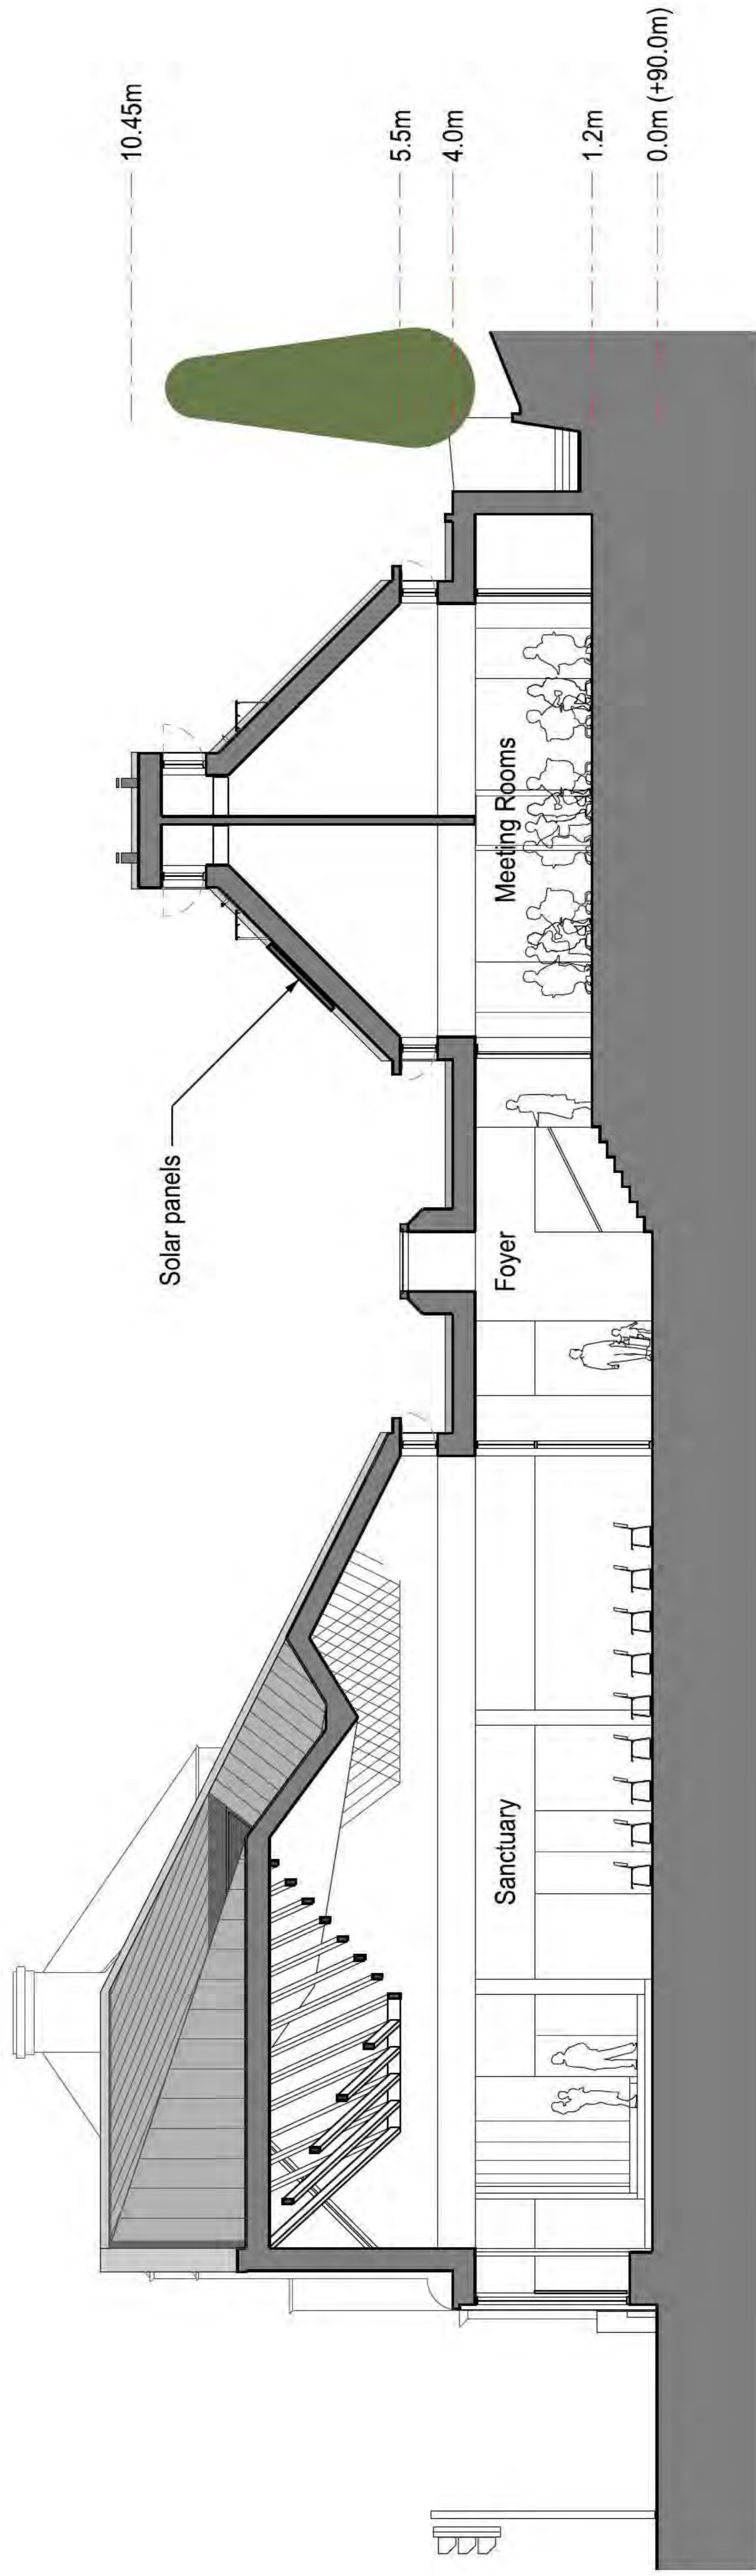 Solar panels
Sanctuary
Foyer
Meeting Rooms
10.45m
5.5m
4.0m
1.2m
0.0m (+90.0m)